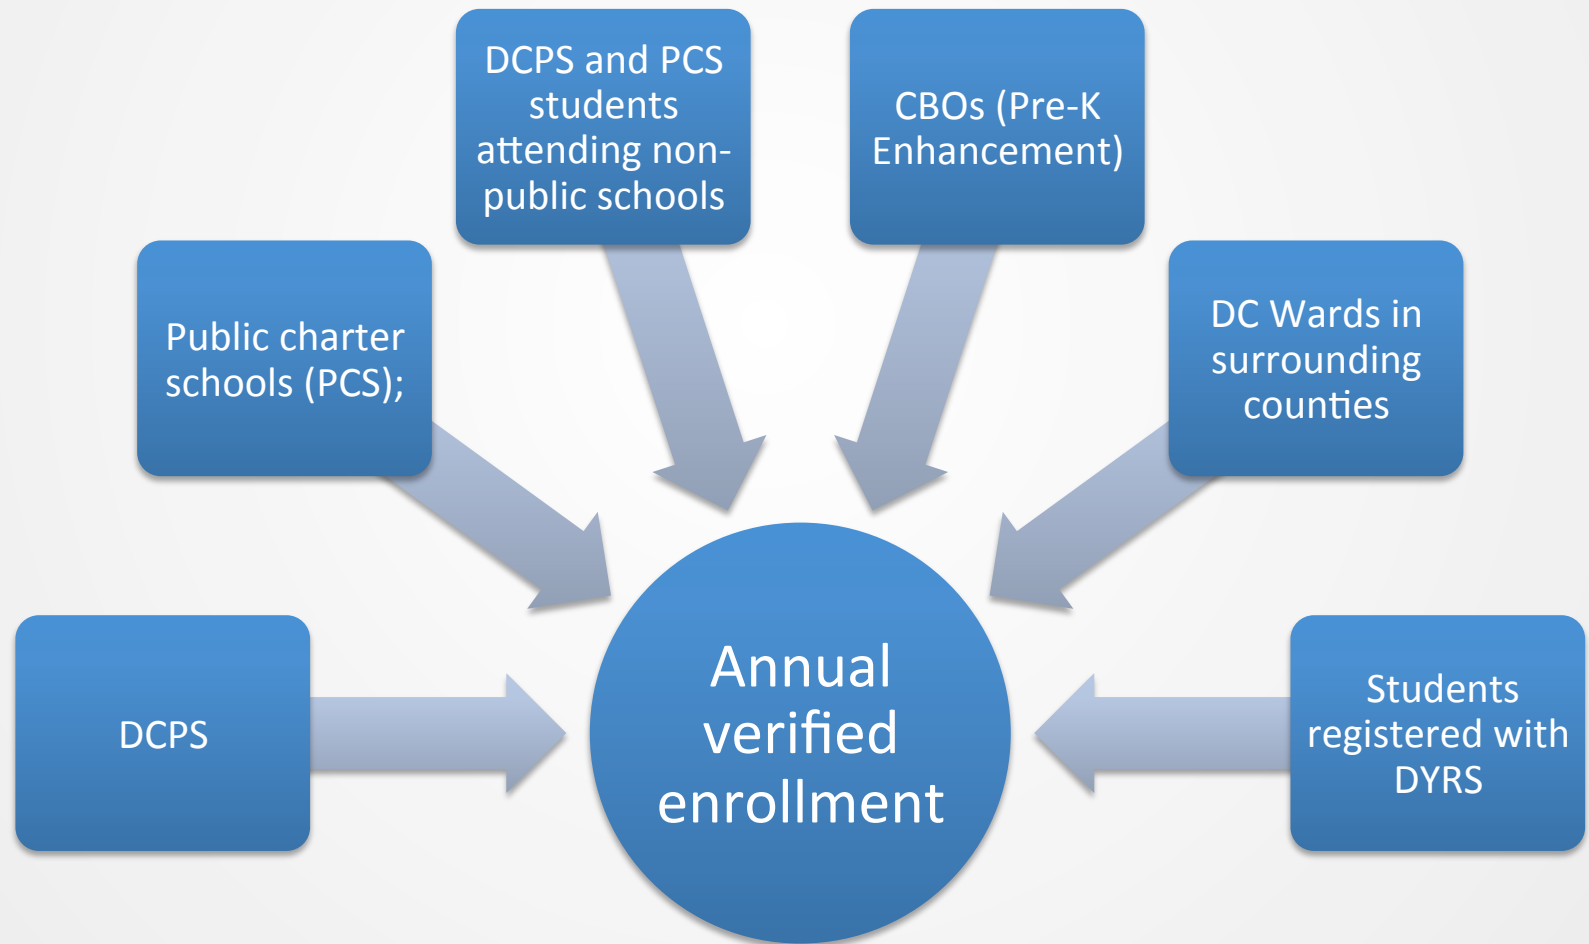 DCPS and PCS
students
attending non-
public schools
CBOs (Pre-K
Enhancement)
Public charter
schools (PCS);
DC Wards in
surrounding
counties
DCPS
Annual
verified
enrollment
Students
registered with
DYRS